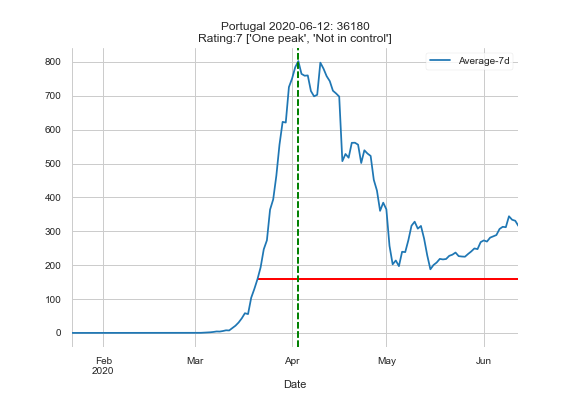 Portugal 2020-06-12: 36180
Rating:7 ['One peak', 'Not in control']
Average-7d
800
700
600
500
400
300
200
100
0
Feb
2020
Mar
Apr
May
Jun
Date